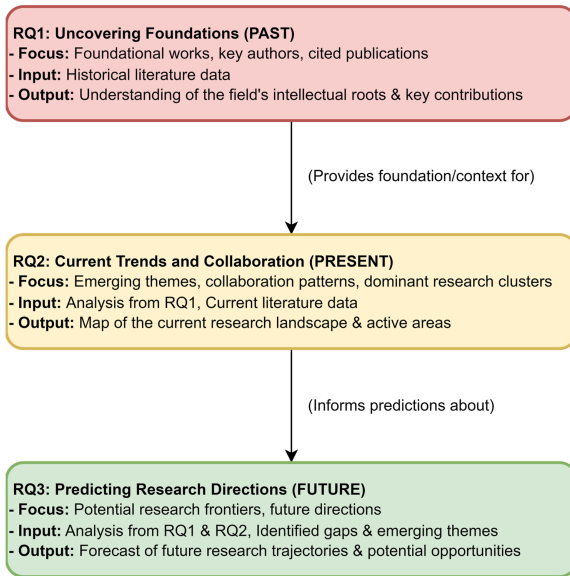 RQ1: Uncovering Foundations (PAST)
- Focus: Foundational works, key authors, cited publications
- Input: Historical literature data
- Output: Understanding of the field's intellectual roots & key contributions
(Provides foundation/context for)
RQ2: Current Trends and Collaboration (PRESENT)
- Focus: Emerging themes, collaboration patterns, dominant research clusters
- Input: Analysis from RQ1, Current literature data
- Output: Map of the current research landscape & active areas
(Informs predictions about)
RQ3: Predicting Research Directions (FUTURE)
- Focus: Potential research frontiers, future directions
- Input: Analysis from RQ1 & RQ2, Identified gaps & emerging themes
- Output: Forecast of future research trajectories & potential opportunities